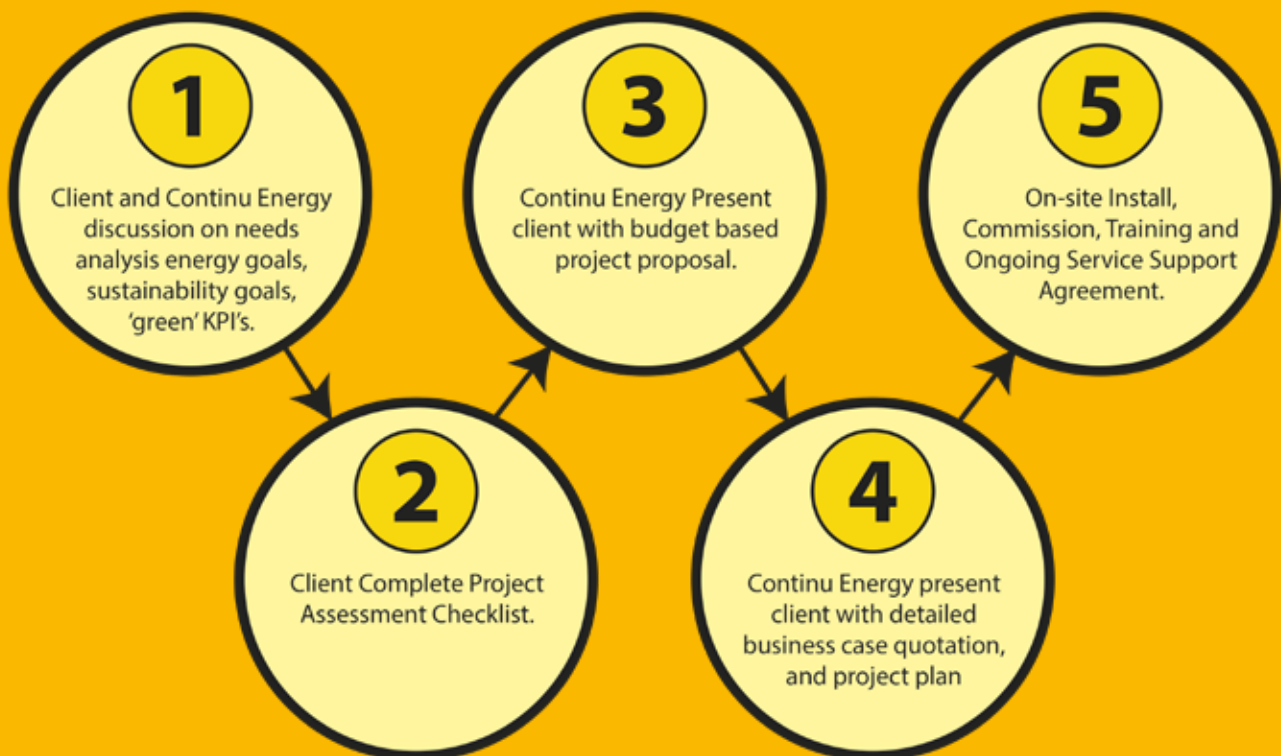 1
Client and Continu Energy
discussion on needs
analysis energy goals,
sustainability goals,
‘green’ KPI’s.
2
Client Complete Project
Assessment Checklist.
3
Continu Energy Present
client with budget based
project proposal.
4
Continu Energy present
client with detailed
business case quotation,
and project plan
5
On-site Install,
Commission, Training and
Ongoing Service Support
Agreement.